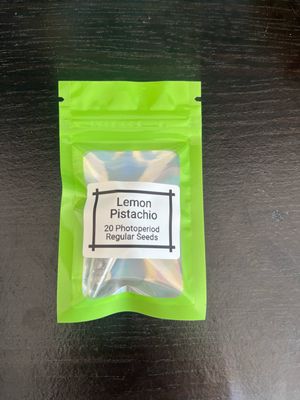 Lemon
Pistachio
20 Photoperiod
Regular Seeds